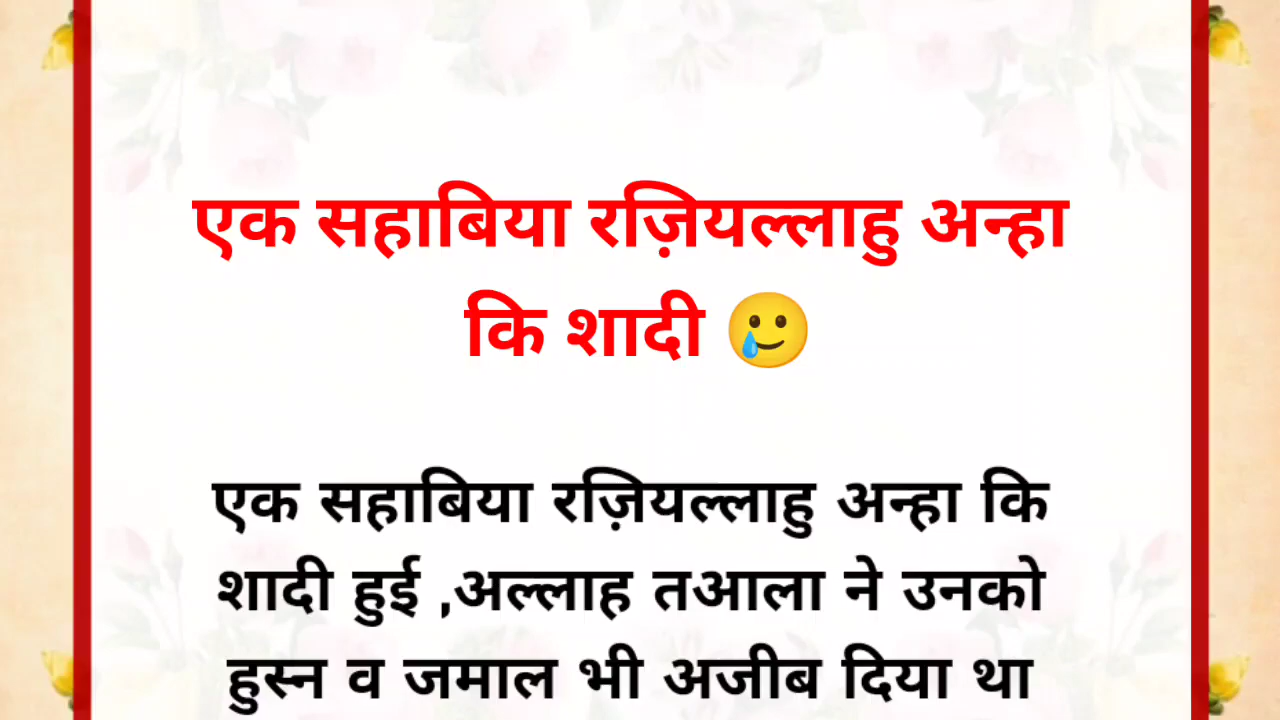 एक सहाबिया रज़ियल्लाहु अन्हा
कि शादी 🥲
एक सहाबिया रज़ियल्लाहु अन्हा कि
शादी हुई ,अल्लाह तआला ने उनको
हुस्न व जमाल भी अजीब दिया था